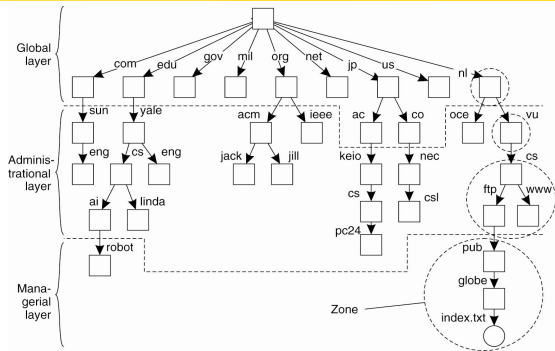 Global
layer
com
edu
gov
mil
org
net
jp
us
nl
sun
yale
acm
ieee
ac
co
oce
vu
Adminis-
trational
layer
eng
cs
eng
jack
jill
keio
nec
cs
ai
linda
cs
csl
ftp
www
robot
pc24
pub
Mana-
gerial
layer
globe
Zone
index.txt